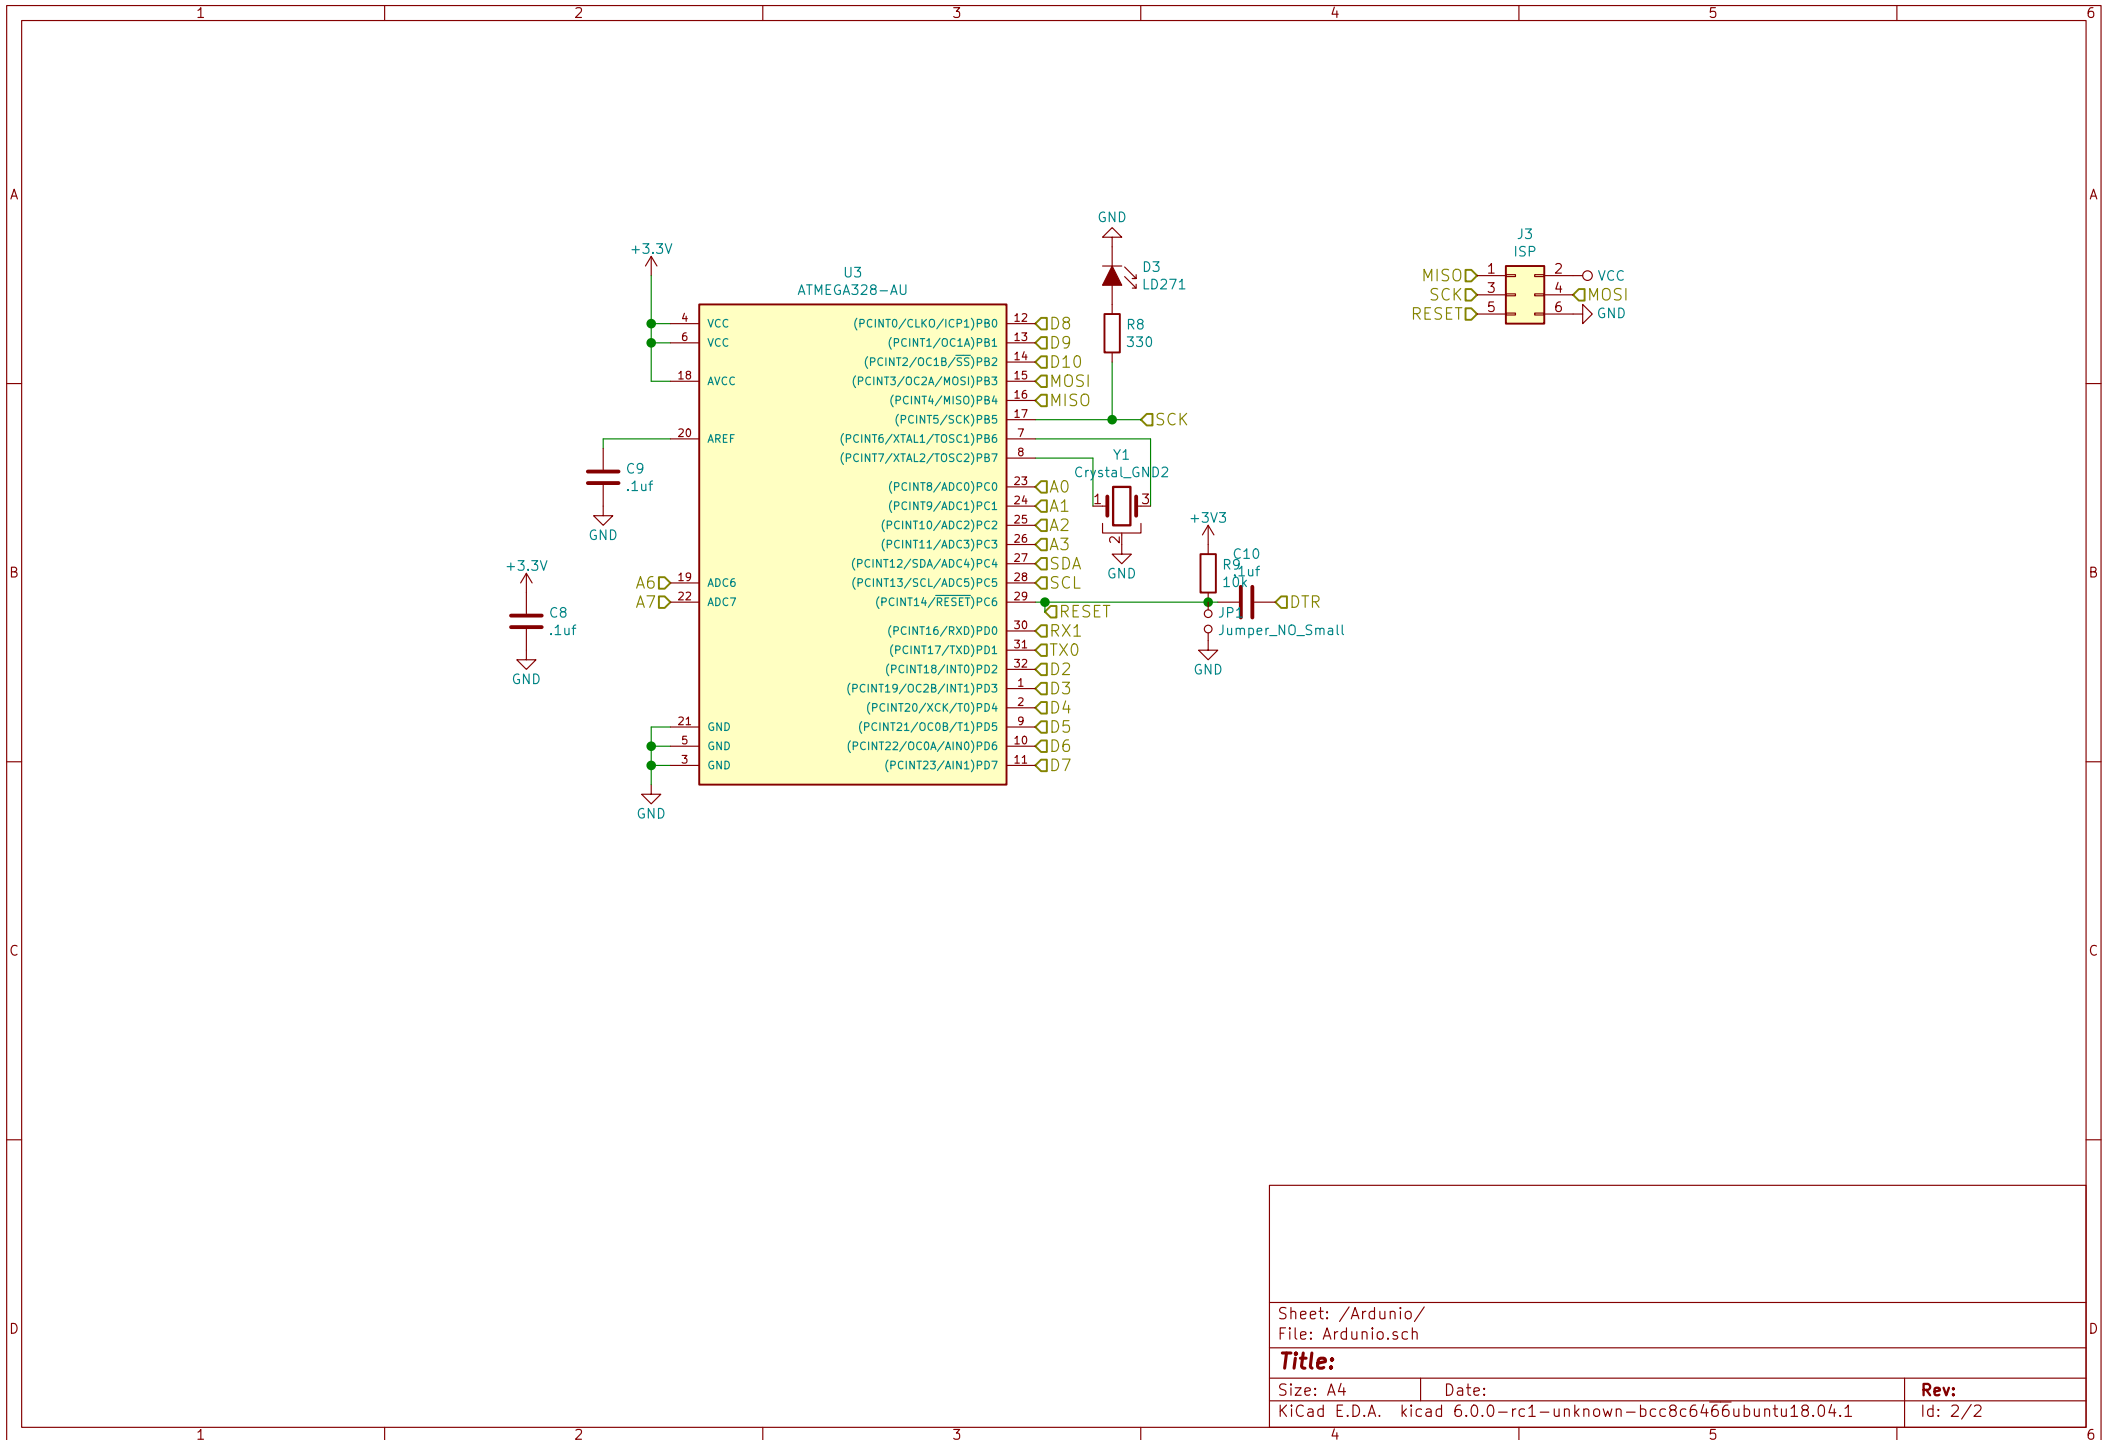 1 2 3 4 5 6
A
B
C
D
A
B
C
D
1 2 3 4 5 6
+3.3V
U3
ATMEGA328-AU
4 VCC
6 VCC
18 AVCC
20 AREF
19 ADC6
22 ADC7
21 GND
5 GND
3 GND
GND
A6
A7
C9
.1uf
GND
+3.3V
C8
.1uf
GND
(PCINT0/CLKO/ICP1)PB0 12 D8
(PCINT1/OC1A)PB1 13 D9
(PCINT2/OC1B/SS)PB2 14 D10
(PCINT3/OC2A/MOSI)PB3 15 MOSI
(PCINT4/MISO)PB4 16 MISO
(PCINT5/SCK)PB5 17 SCK
(PCINT6/XTAL1/TOSC1)PB6 7
(PCINT7/XTAL2/TOSC2)PB7 8
(PCINT8/ADC0)PC0 23 A0
(PCINT9/ADC1)PC1 24 A1
(PCINT10/ADC2)PC2 25 A2
(PCINT11/ADC3)PC3 26 A3
(PCINT12/SDA/ADC4)PC4 27 SDA
(PCINT13/SCL/ADC5)PC5 28 SCL
(PCINT14/RESET)PC6 29
RESET
(PCINT16/RXD)PD0 30 RX1
(PCINT17/TXD)PD1 31 TX0
(PCINT18/INT0)PD2 32 D2
(PCINT19/OC2B/INT1)PD3 1 D3
(PCINT20/XCK/T0)PD4 2 D4
(PCINT21/OC0B/T1)PD5 9 D5
(PCINT22/OC0A/AIN0)PD6 10 D6
(PCINT23/AIN1)PD7 11 D7
GND
D3
LD271
R8
330
Y1
Crystal_GND2
1 3
2
GND
+3V3
R9
10k
C10
.1uf
DTR
JP1
Jumper_NO_Small
GND
J3
ISP
MISO 1 2 VCC
SCK 3 4 MOSI
RESET 5 6 GND
Sheet: /Ardunio/
File: Ardunio.sch
Title:
Size: A4 Date: Rev:
KiCad E.D.A. kicad 6.0.0-rc1-unknown-bcc8c6466ubuntu18.04.1 Id: 2/2